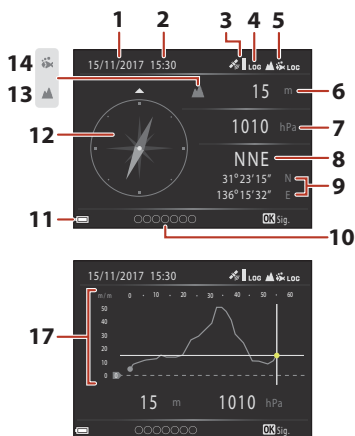 1 2 3 4 5
14
13
15/11/2017 15:30 LOG LOG
15 m 6
1010 hPa 7
12
NNE 8
31°23'15" N
136°15'32" E 9
11 OK Sig.
10
15/11/2017 15:30 LOG LOG
m/m 0 10 20 30 40 50 60
17
50
40
30
20
10
0 0
15 m 1010 hPa
OK Sig.